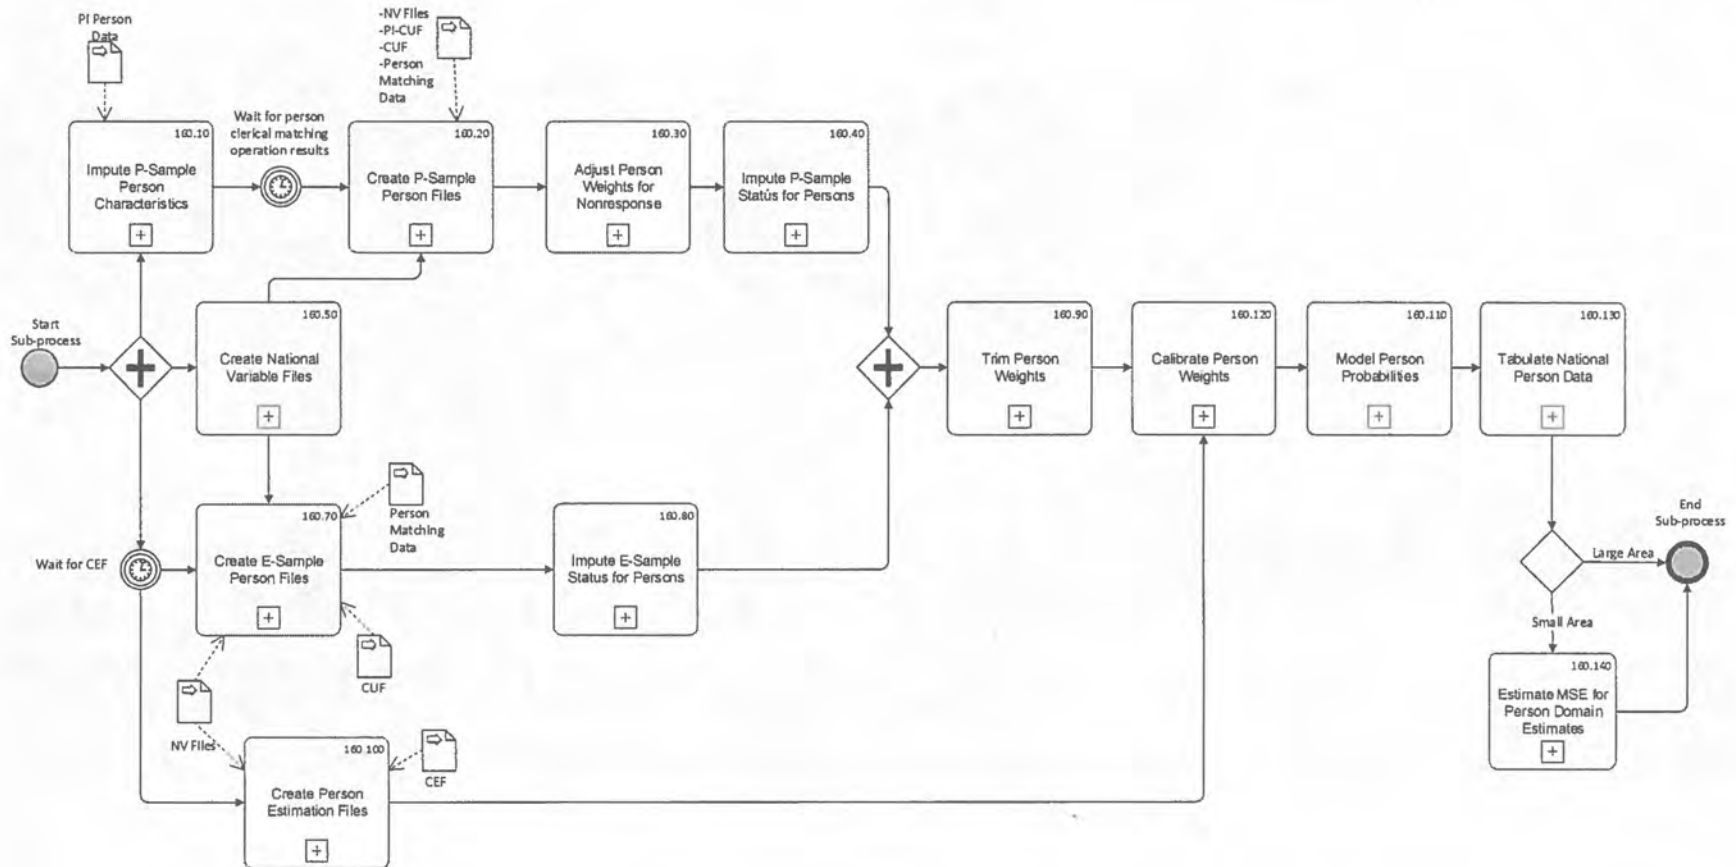 PI Person
Data
-NV Files
-PI-CUF
-CUF
-Person
Matching
Data
160.10
Impute P-Sample
Person
Characteristics
Wait for person
clerical matching
operation results
160.20
Create P-Sample
Person Files
160.30
Adjust Person
Weights for
Nonresponse
160.40
Impute P-Sample
Status for Persons
Start
Sub-process
160.50
Create National
Variable Files
160.90
Trim Person
Weights
160.120
Calibrate Person
Weights
160.110
Model Person
Probabilities
160.130
Tabulate National
Person Data
Wait for CEF
160.70
Create E-Sample
Person Files
Person
Matching
Data
160.80
Impute E-Sample
Status for Persons
CUF
NV Files
160.100
Create Person
Estimation Files
CEF
Large Area
End
Sub-process
Small Area
160.140
Estimate MSE for
Person Domain
Estimates